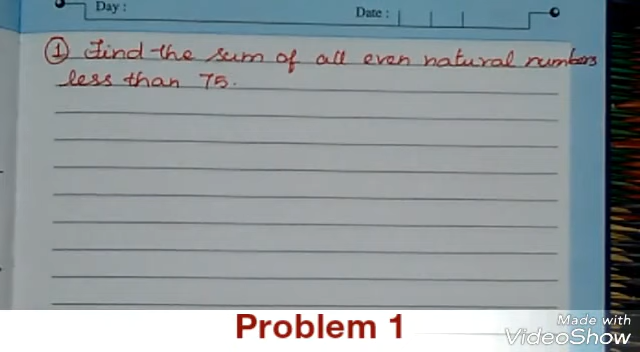 Day :
Date :
① Find the sum of all even natural numbers
less than 75.
Problem 1
Made with
VideoShow